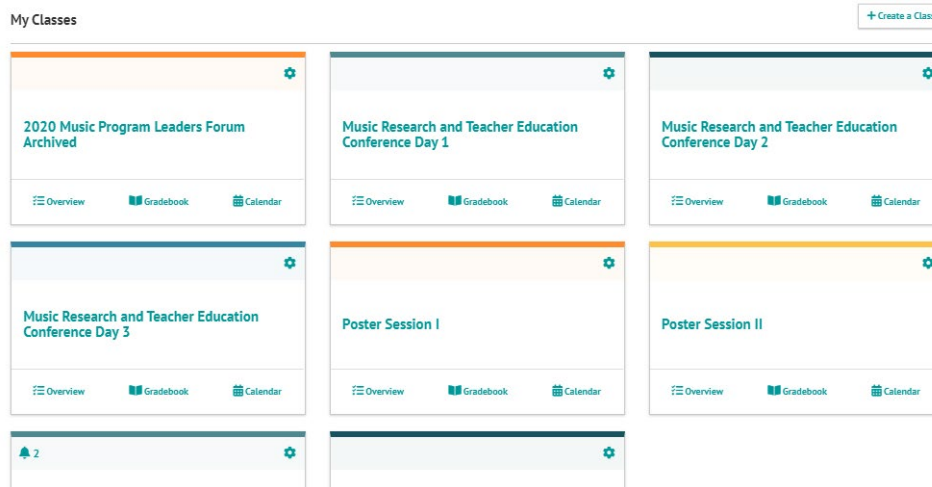 My Classes
+ Create a Clas
2020 Music Program Leaders Forum
Archived
Overview Gradebook Calendar
Music Research and Teacher Education
Conference Day 1
Overview Gradebook Calendar
Music Research and Teacher Education
Conference Day 2
Overview Gradebook Calendar
Music Research and Teacher Education
Conference Day 3
Overview Gradebook Calendar
Poster Session I
Overview Gradebook Calendar
Poster Session II
Overview Gradebook Calendar
2